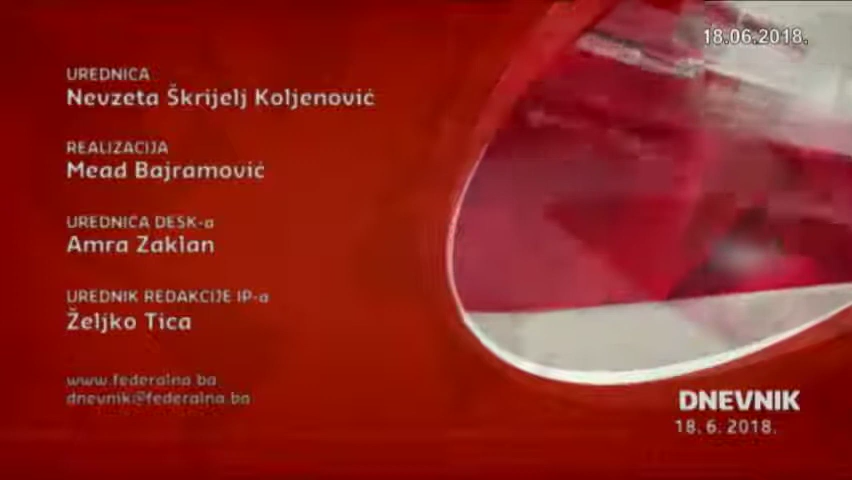 18.06.2018.
UREDNICA
Nevzeta Škrijelj Koljenović
REALIZACIJA
Mead Bajramović
UREDNICA DESK-a
Amra Zaklan
UREDNIK REDAKCIJE IP-a
Željko Tica
www.federalna.ba
dnevnik@federalna.ba
DNEVNIK
18. 6. 2018.